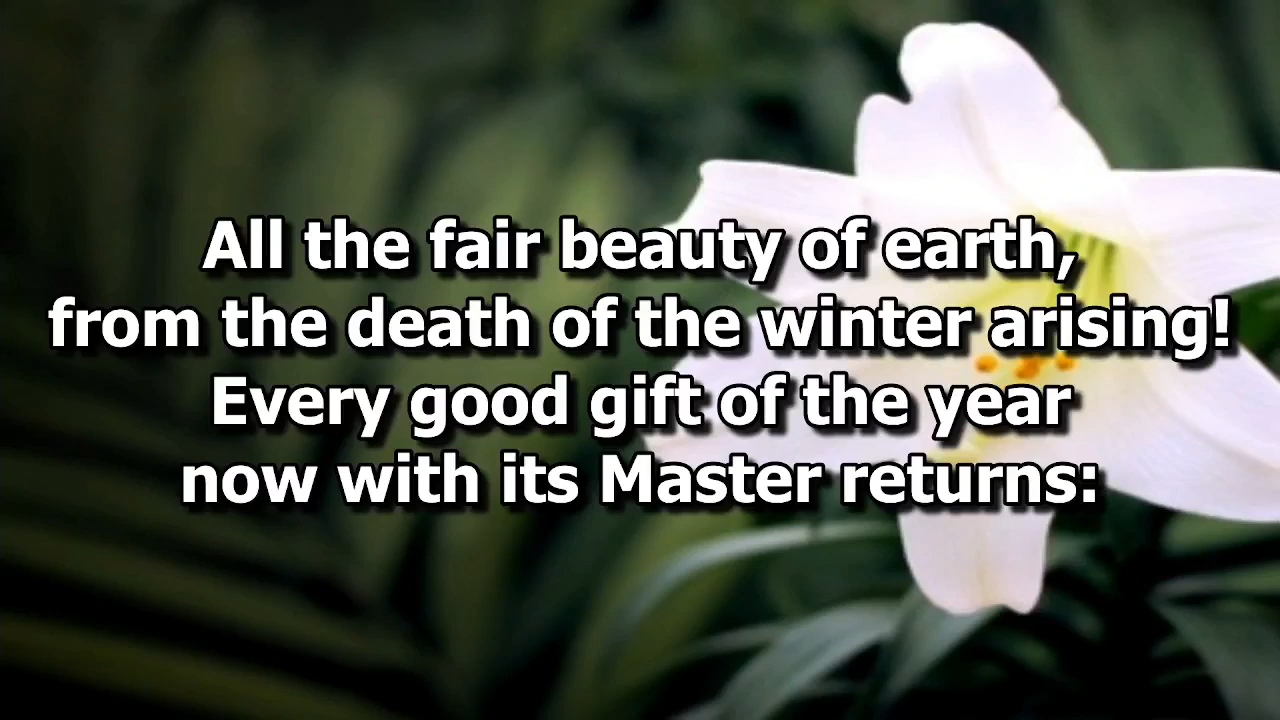 All the fair beauty of earth,
from the death of the winter arising!
Every good gift of the year
now with its Master returns: